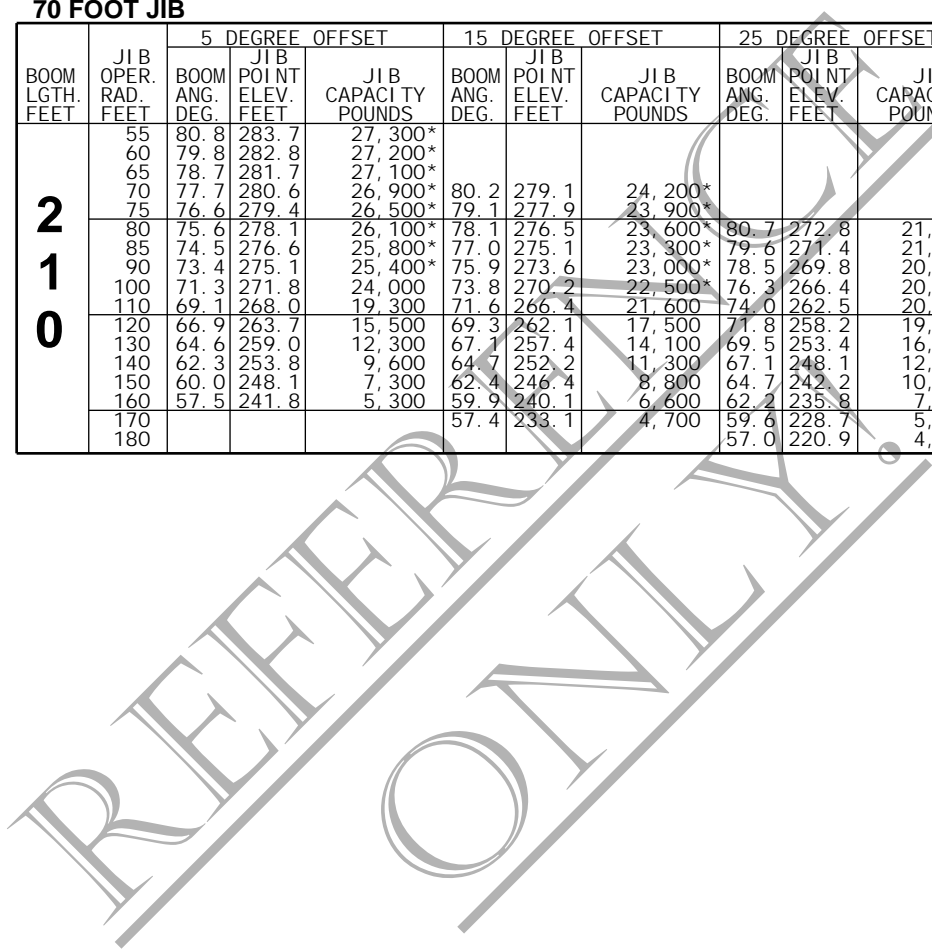 70 FOOT JIB
5 DEGREE OFFSET 15 DEGREE OFFSET 25 DEGREE OFFSET
BOOM LGTH. FEET JIB OPER. RAD. FEET BOOM ANG. DEG. JIB POINT ELEV. FEET JIB CAPACITY POUNDS BOOM ANG. DEG. JIB POINT ELEV. FEET JIB CAPACITY POUNDS BOOM ANG. DEG. JIB POINT ELEV. FEET
210
55 80.8 283.7 27,300*
60 79.8 282.8 27,200*
65 78.7 281.7 27,100*
70 77.7 280.6 26,900* 80.2 279.1 24,200*
75 76.6 279.4 26,500* 79.1 277.9 23,900*
80 75.6 278.1 26,100* 78.1 276.5 23,600* 80.7 272.8 21,
85 74.5 276.6 25,800* 77.0 275.1 23,300* 79.6 271.4 21,
90 73.4 275.1 25,400* 75.9 273.6 23,000* 78.5 269.8 20,
100 71.3 271.8 24,000 73.8 270.2 22,500* 76.3 266.4 20,
110 69.1 268.0 19,300 71.6 266.4 21,600 74.0 262.5 20,
120 66.9 263.7 15,500 69.3 262.1 17,500 71.8 258.2 19,
130 64.6 259.0 12,300 67.1 257.4 14,100 69.5 253.4 16,
140 62.3 253.8 9,600 64.7 252.2 11,300 67.1 248.1 12,
150 60.0 248.1 7,300 62.4 246.4 8,800 64.7 242.2 10,
160 57.5 241.8 5,300 59.9 240.1 6,600 62.2 235.8 7,
170 57.4 233.1 4,700 59.6 228.7 5,
180 57.0 220.9 4,
REFERENCE
ONLY!